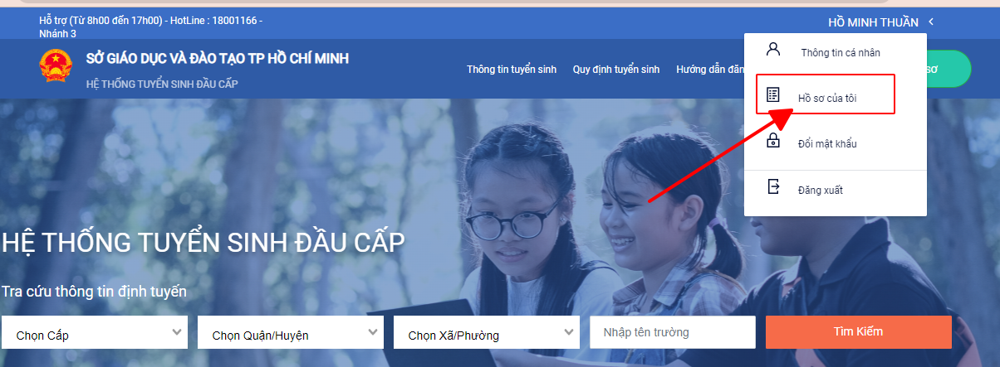 Hỗ trợ (Từ 8h00 đến 17h00) - HotLine : 18001166 -
Nhánh 3
HỒ MINH THUẦN
SỞ GIÁO DỤC VÀ ĐÀO TẠO TP HỒ CHÍ MINH
HỆ THỐNG TUYỂN SINH ĐẦU CẤP
Thông tin tuyển sinh
Quy định tuyển sinh
Hướng dẫn đăn
sơ
Thông tin cá nhân
Hồ sơ của tôi
Đổi mật khẩu
Đăng xuất
HỆ THỐNG TUYỂN SINH ĐẦU CẤP
Tra cứu thông tin định tuyến
Chọn Cấp
Chọn Quận/Huyện
Chọn Xã/Phường
Nhập tên trường
Tìm Kiếm